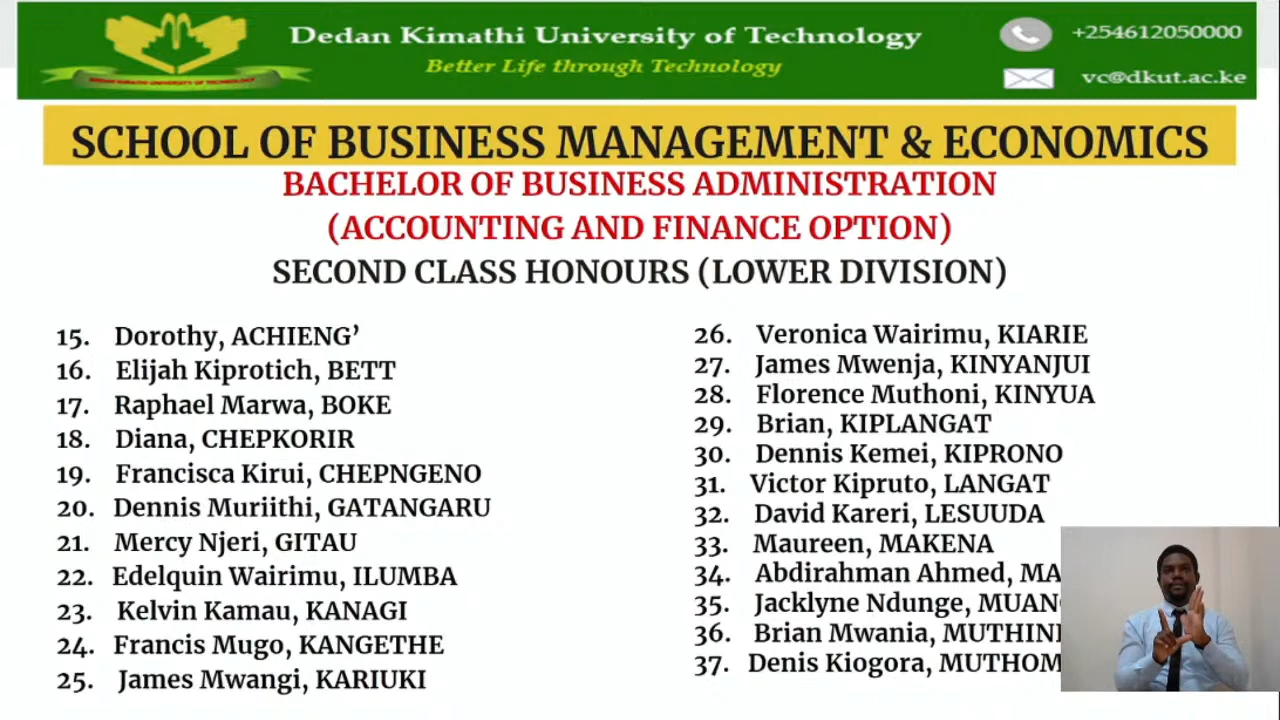 Dedan Kimathi University of Technology
Better Life through Technology
+254612050000
vc@dkut.ac.ke
DEDAN KIMATHI UNIVERSITY OF TECHNOLOGY
SCHOOL OF BUSINESS MANAGEMENT & ECONOMICS
BACHELOR OF BUSINESS ADMINISTRATION
(ACCOUNTING AND FINANCE OPTION)
SECOND CLASS HONOURS (LOWER DIVISION)
15. Dorothy, ACHIENG’
16. Elijah Kiprotich, BETT
17. Raphael Marwa, BOKE
18. Diana, CHEPKORIR
19. Francisca Kirui, CHEPNGENO
20. Dennis Muriithi, GATANGARU
21. Mercy Njeri, GITAU
22. Edelquin Wairimu, ILUMBA
23. Kelvin Kamau, KANAGI
24. Francis Mugo, KANGETHE
25. James Mwangi, KARIUKI
26. Veronica Wairimu, KIARIE
27. James Mwenja, KINYANJUI
28. Florence Muthoni, KINYUA
29. Brian, KIPLANGAT
30. Dennis Kemei, KIPRONO
31. Victor Kipruto, LANGAT
32. David Kareri, LESUUDA
33. Maureen, MAKENA
34. Abdirahman Ahmed,
35. Jacklyne Ndunge,
36. Brian Mwania,
37. Denis Kiogora,